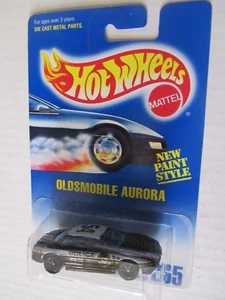 For ages over 3 years.
DIE CAST METAL PARTS.
Hot Wheels
MATTEL
NEW
PAINT
STYLE
OLDSMOBILE AURORA
265